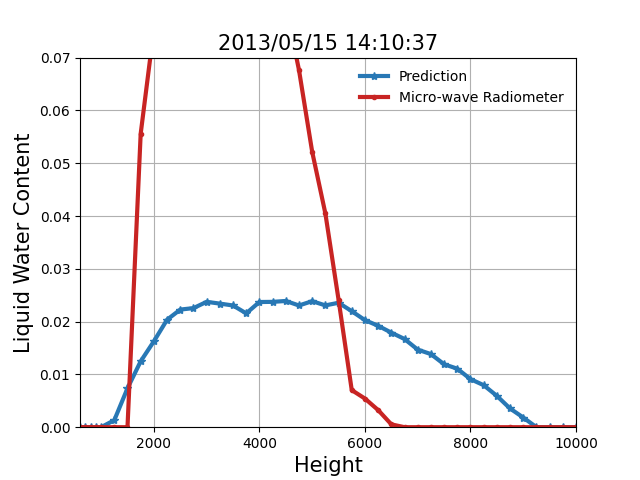 2013/05/15 14:10:37
0.07
0.06
0.05
0.04
0.03
0.02
0.01
0.00
Liquid Water Content
Prediction
Micro-wave Radiometer
2000 4000 6000 8000 10000
Height